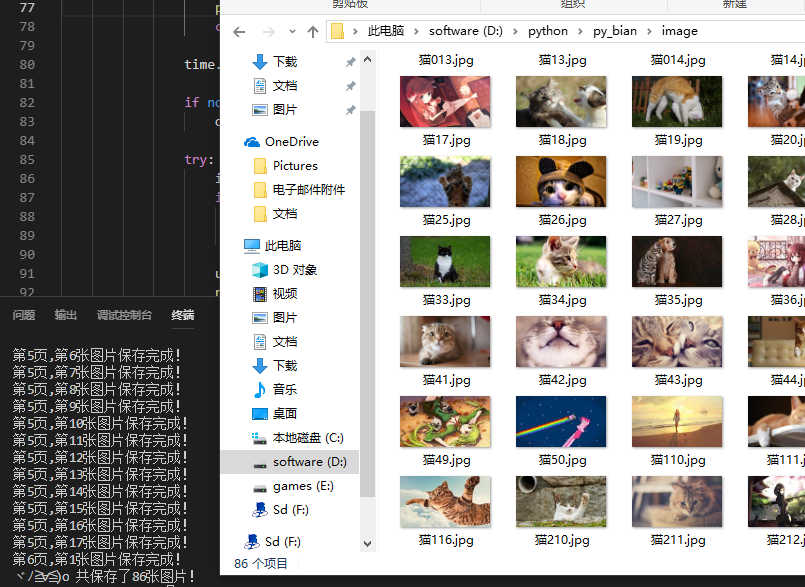 77
78
79
80
81
82
83
84
85
86
87
88
89
90
91
92
time.
if no
try:
问题 输出 调试控制台 终端
第5页,第6张图片保存完成!
第5页,第7张图片保存完成!
第5页,第8张图片保存完成!
第5页,第9张图片保存完成!
第5页,第10张图片保存完成!
第5页,第11张图片保存完成!
第5页,第12张图片保存完成!
第5页,第13张图片保存完成!
第5页,第14张图片保存完成!
第5页,第15张图片保存完成!
第5页,第16张图片保存完成!
第5页,第17张图片保存完成!
第6页,第1张图片保存完成!
ヾ/≧∀≦)o 共保存了86张图片!
剪贴板 组织 新建
此电脑 › software (D:) › python › py_bian › image
下载
文档
图片
OneDrive
Pictures
电子邮件附件
文档
此电脑
3D 对象
视频
图片
文档
下载
音乐
桌面
本地磁盘 (C:)
software (D:)
games (E:)
Sd (F:)
Sd (F:)
86 个项目
猫013.jpg 猫13.jpg 猫014.jpg 猫14.j
猫17.jpg 猫18.jpg 猫19.jpg 猫20.j
猫25.jpg 猫26.jpg 猫27.jpg 猫28.j
猫33.jpg 猫34.jpg 猫35.jpg 猫36.j
猫41.jpg 猫42.jpg 猫43.jpg 猫44.j
猫49.jpg 猫50.jpg 猫110.jpg 猫111.j
猫116.jpg 猫210.jpg 猫211.jpg 猫212.j